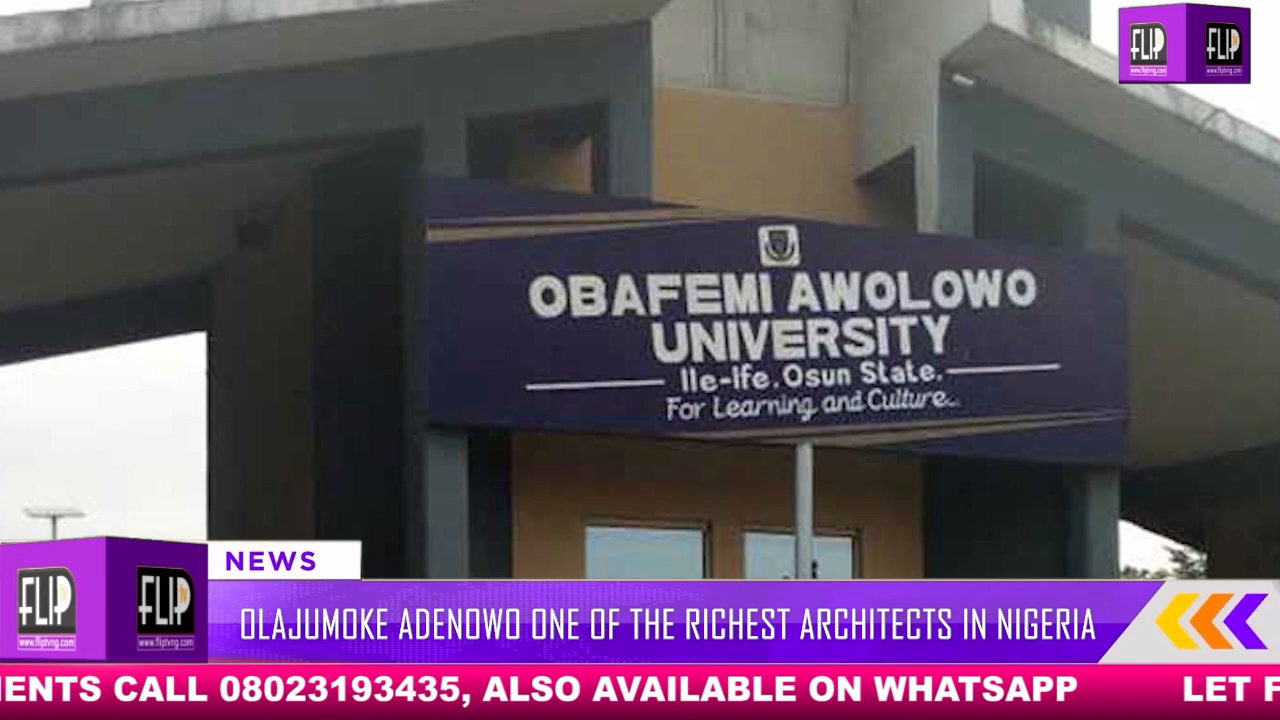 FLIP
FLIP
www.fliptvng.com
www.fliptvng.com
OBAFEMI AWOLOWO
UNIVERSITY
Ile-Ife. Osun State.
For Learning and Culture...
NEWS
FLIP
FLIP
www.fliptvng.com
www.fliptvng.com
OLAJUMOKE ADENOWO ONE OF THE RICHEST ARCHITECTS IN NIGERIA
IENTS CALL 08023193435, ALSO AVAILABLE ON WHATSAPP LET F